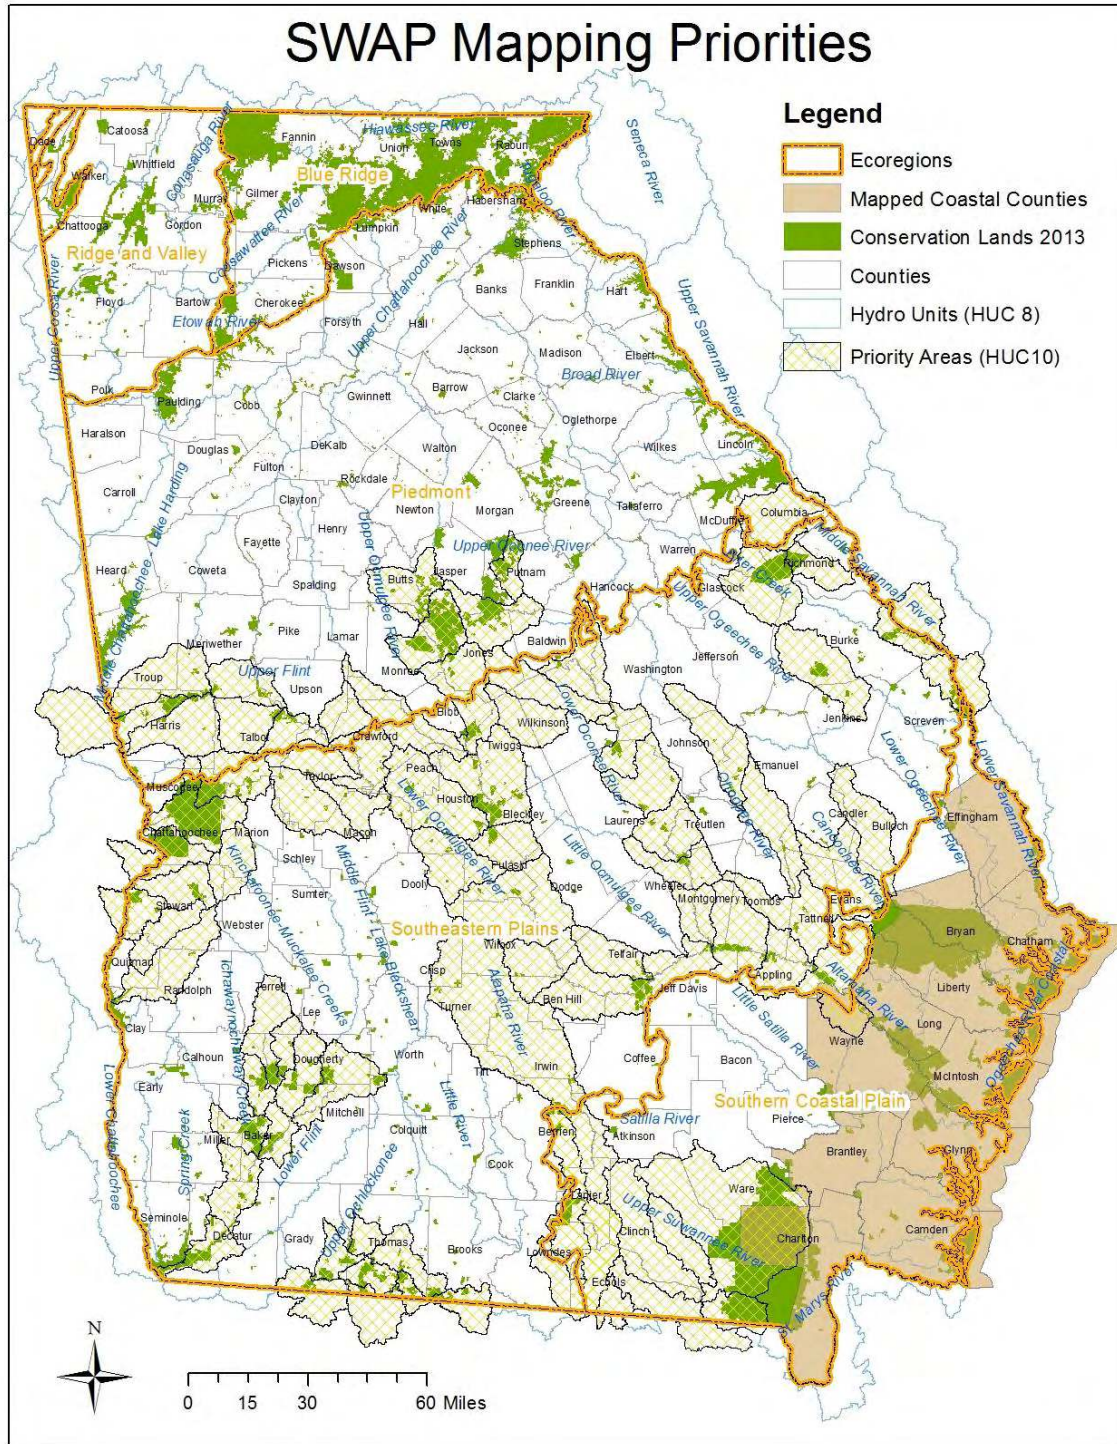 SWAP Mapping Priorities
Legend
Ecoregions
Mapped Coastal Counties
Conservation Lands 2013
Counties
Hydro Units (HUC 8)
Priority Areas (HUC10)
Dade
Catoosa
Fannin
Hiawassee River
Union
Towns
Rabun
Seneca River
Walker
Whitfield
Conasauga River
Murray
Gilmer
Blue Ridge
White
Habersham
Chattooga
Gordon
Lumpkin
Stephens
Ridge and Valley
Coosawattee River
Pickens
Dawson
Upper Chattahoochee River
Banks
Franklin
Hart
Upper Coosa River
Floyd
Bartow
Cherokee
Forsyth
Hall
Upper Savannah River
Etowah River
Jackson
Madison
Elbert
Broad River
Polk
Paulding
Cobb
Gwinnett
Barrow
Clarke
Oconee
Oglethorpe
Haralson
Douglas
DeKalb
Walton
Wilkes
Lincoln
Fulton
Rockdale
Carroll
Clayton
Piedmont
Newton
Morgan
Greene
Taliaferro
McDuffie
Columbia
Henry
Middle Chattahoochee - Lake Harding
Fayette
Upper Ocmulgee River
Upper Oconee River
Warren
Middle Savannah River
Heard
Coweta
Spalding
Butts
Jasper
Putnam
Hancock
Glascock
Richmond
Upper Ogeechee River
Pike
Lamar
Meriwether
Upper Flint
Monroe
Jones
Baldwin
Washington
Jefferson
Burke
Troup
Upson
Harris
Talbot
Crawford
Bibb
Wilkinson
Lower Oconee River
Twiggs
Jenkins
Screven
Johnson
Emanuel
Muscogee
Taylor
Peach
Houston
Lower Ocmulgee River
Bleckley
Ohoopee River
Lower Ogeechee River
Lower Savannah River
Effingham
Chattahoochee
Marion
Macon
Laurens
Treutlen
Candler
Bulloch
Canoochee River
Schley
Kinchafoonee-Muckalee Creeks
Middle Flint - Lake Blackshear
Dooly
Pulaski
Dodge
Little Ocmulgee River
Wheeler
Montgomery
Toombs
Tattnall
Evans
Stewart
Webster
Sumter
Southeastern Plains
Wilcox
Telfair
Bryan
Chatham
Quitman
Randolph
Terrell
Lee
Crisp
Turner
Alapaha River
Ben Hill
Jeff Davis
Appling
Altamaha River
Liberty
Long
Clay
Ichawaynochaway Creek
Little Satilla River
Wayne
McIntosh
Calhoun
Dougherty
Worth
Tift
Irwin
Coffee
Bacon
Early
Lower Chattahoochee
Spring Creek
Mitchell
Little River
Southern Coastal Plain
Pierce
Miller
Baker
Lower Flint
Colquitt
Berrien
Satilla River
Atkinson
Cook
Brantley
Glynn
Seminole
Decatur
Grady
Upper Ochlockonee
Thomas
Brooks
Lanier
Lowndes
Echols
Clinch
Ware
Upper Suwannee River
Charlton
Camden
St. Marys River
N
0 15 30 60 Miles